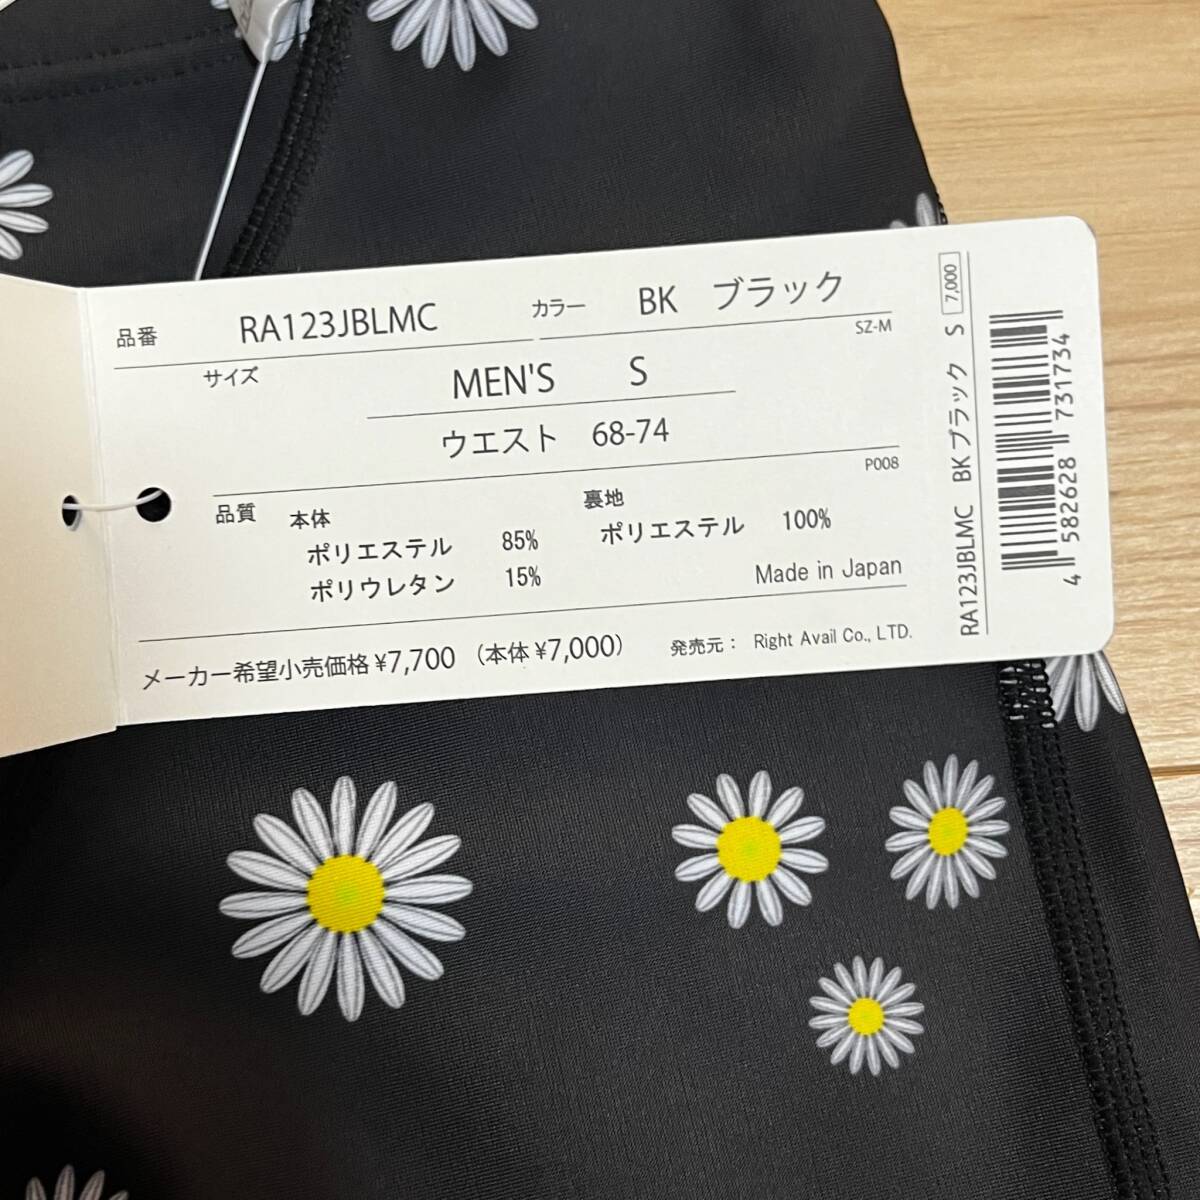 品番 RA123JBLMC カラー BK ブラック
SZ-M
サイズ MEN'S S
ウエスト 68-74
P008
品質 本体 裏地
ポリエステル 85% ポリエステル 100%
ポリウレタン 15%
Made in Japan
メーカー希望小売価格 ¥7,700 (本体 ¥7,000) 発売元: Right Avail Co., LTD.
RA123JBLMC BK ブラック S 7,000
4 582628 731734